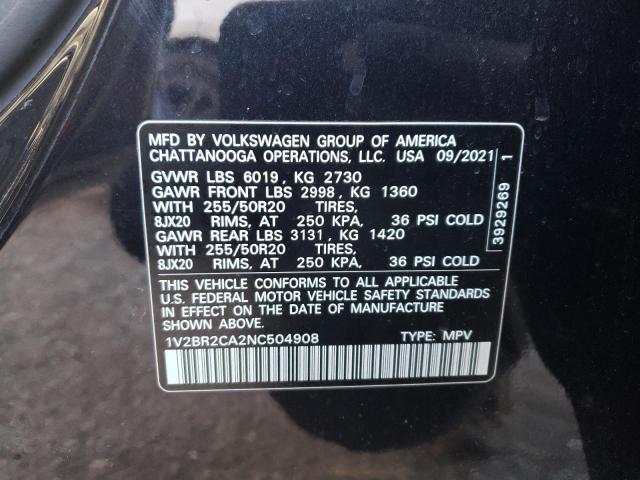 MFD BY VOLKSWAGEN GROUP OF AMERICA
CHATTANOOGA OPERATIONS, LLC. USA 09/2021
GVWR LBS 6019, KG 2730
GAWR FRONT LBS 2998, KG 1360
WITH 255/50R20 TIRES,
8JX20 RIMS, AT 250 KPA, 36 PSI COLD
GAWR REAR LBS 3131, KG 1420
WITH 255/50R20 TIRES,
8JX20 RIMS, AT 250 KPA, 36 PSI COLD
THIS VEHICLE CONFORMS TO ALL APPLICABLE
U.S. FEDERAL MOTOR VEHICLE SAFETY STANDARDS
IN EFFECT ON THE DATE OF MANUFACTURE
SHOWN ABOVE.
1V2BR2CA2NC504908 TYPE: MPV
3929269 1